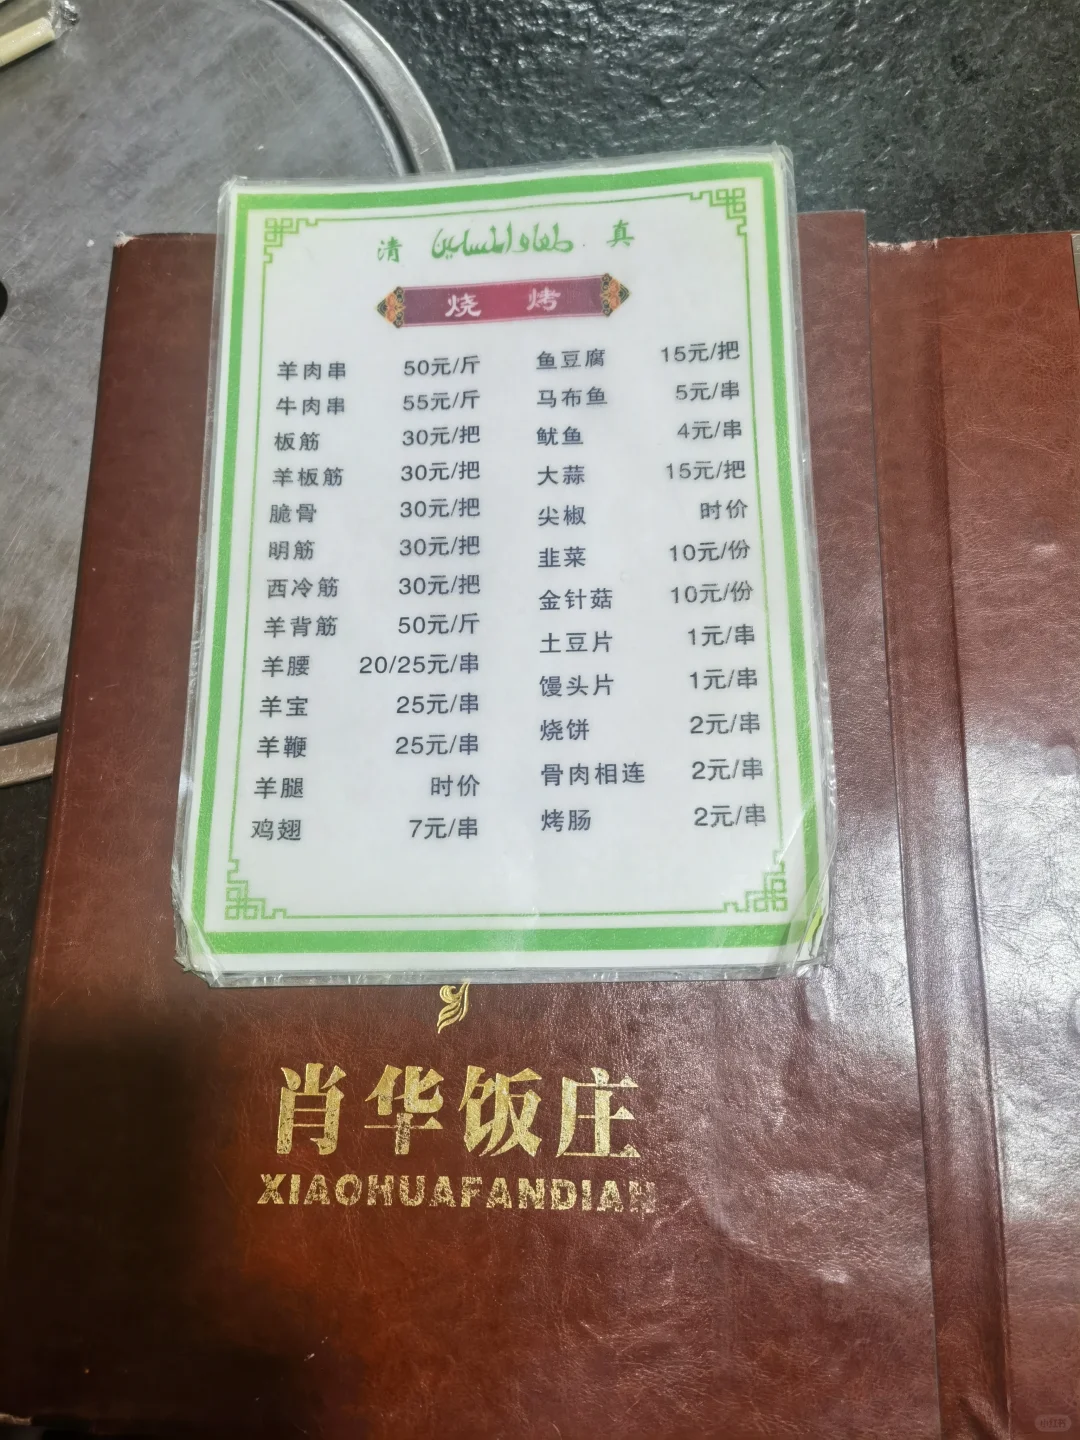 清 طعام المسلمين 真
烧 烤
羊肉串 50元/斤
牛肉串 55元/斤
板筋 30元/把
羊板筋 30元/把
脆骨 30元/把
明筋 30元/把
西冷筋 30元/把
羊背筋 50元/斤
羊腰 20/25元/串
羊宝 25元/串
羊鞭 25元/串
羊腿 时价
鸡翅 7元/串
鱼豆腐 15元/把
马布鱼 5元/串
鱿鱼 4元/串
大蒜 15元/把
尖椒 时价
韭菜 10元/份
金针菇 10元/份
土豆片 1元/串
馒头片 1元/串
烧饼 2元/串
骨肉相连 2元/串
烤肠 2元/串
肖华饭庄
XIAOHUAFANDIAN
小红书